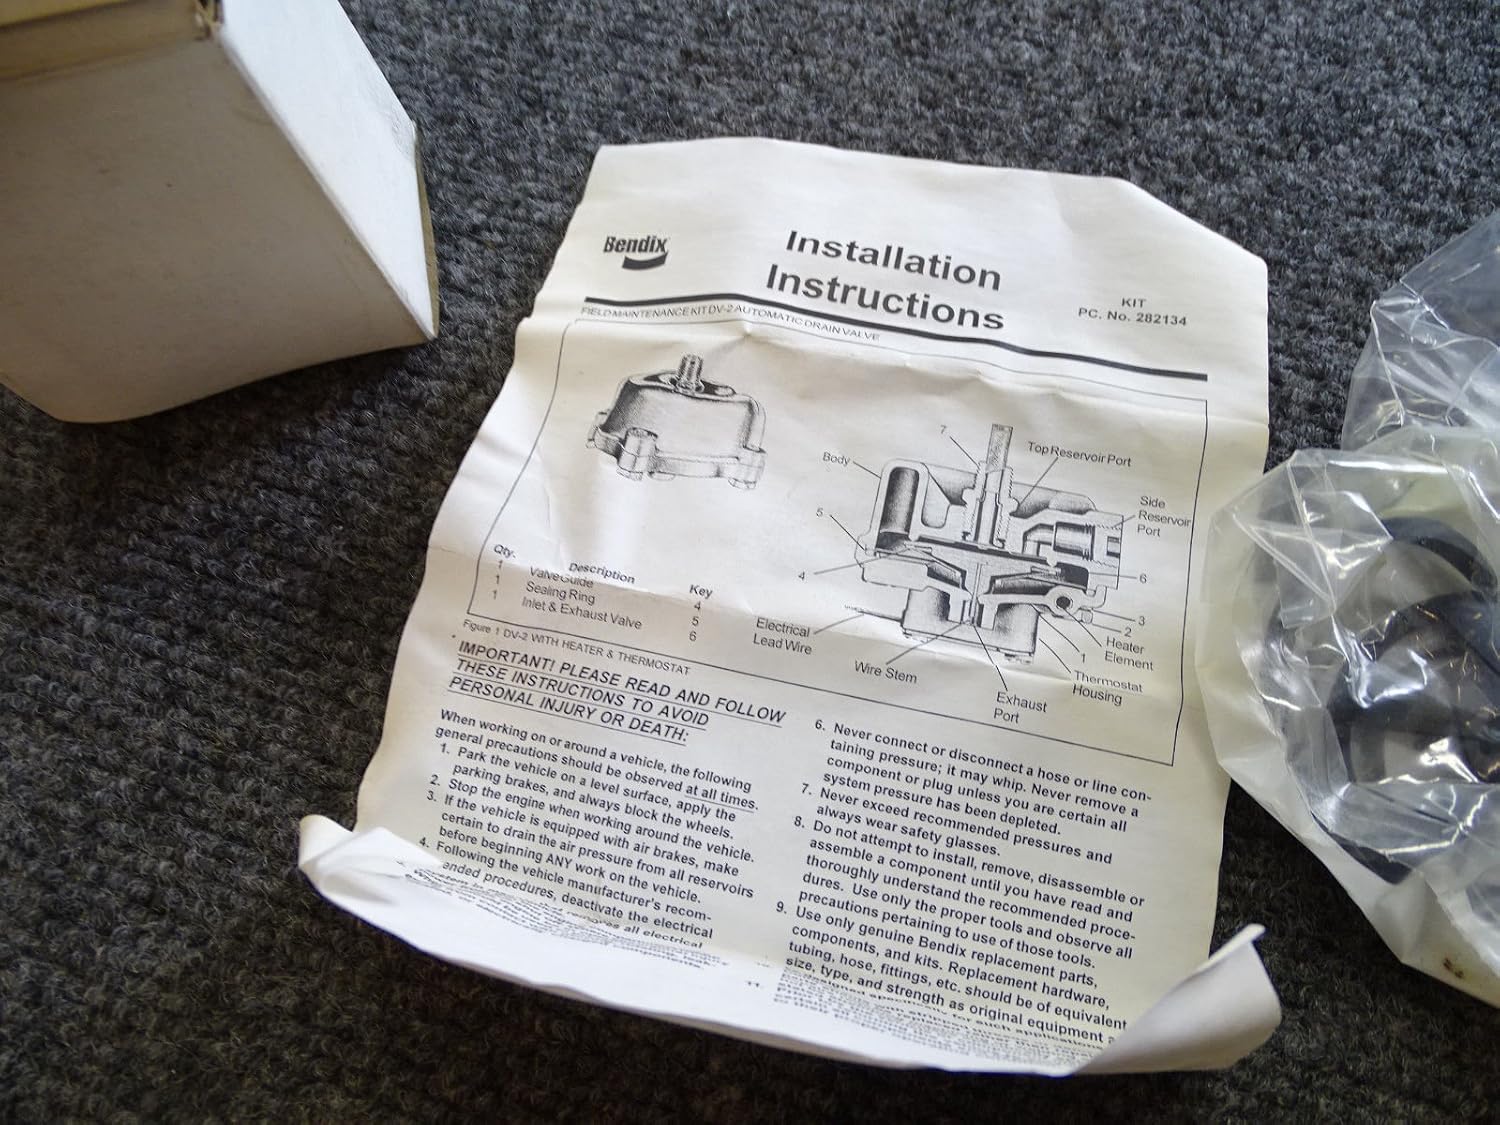 Bendix
Installation
Instructions
KIT
PC. No. 282134
FIELD MAINTENANCE KIT DV-2 AUTOMATIC DRAIN VALVE
7
Top Reservoir Port
Body
Side
Reservoir
Port
5
4
6
3
2
Electrical
Lead Wire
Heater
Element
1
Wire Stem
Thermostat
Housing
Exhaust
Port
Qty. Description Key
1 Valve Guide 4
1 Sealing Ring 5
1 Inlet & Exhaust Valve 6
Figure 1 DV-2 WITH HEATER & THERMOSTAT
IMPORTANT! PLEASE READ AND FOLLOW
THESE INSTRUCTIONS TO AVOID
PERSONAL INJURY OR DEATH:
When working on or around a vehicle, the following
general precautions should be observed at all times.
1. Park the vehicle on a level surface, apply the
parking brakes, and always block the wheels.
2. Stop the engine when working around the vehicle.
3. If the vehicle is equipped with air brakes, make
certain to drain the air pressure from all reservoirs
before beginning ANY work on the vehicle.
4. Following the vehicle manufacturer's recom-
ended procedures, deactivate the electrical
system in removes all electrical
6. Never connect or disconnect a hose or line con-
taining pressure; it may whip. Never remove a
component or plug unless you are certain all
system pressure has been depleted.
7. Never exceed recommended pressures and
always wear safety glasses.
8. Do not attempt to install, remove, disassemble or
assemble a component until you have read and
thoroughly understand the recommended proce-
dures. Use only the proper tools and observe all
precautions pertaining to use of those tools.
9. Use only genuine Bendix replacement parts,
components, and kits. Replacement hardware,
tubing, hose, fittings, etc. should be of equivalent
size, type, and strength as original equipment a
designed specifically for such applications